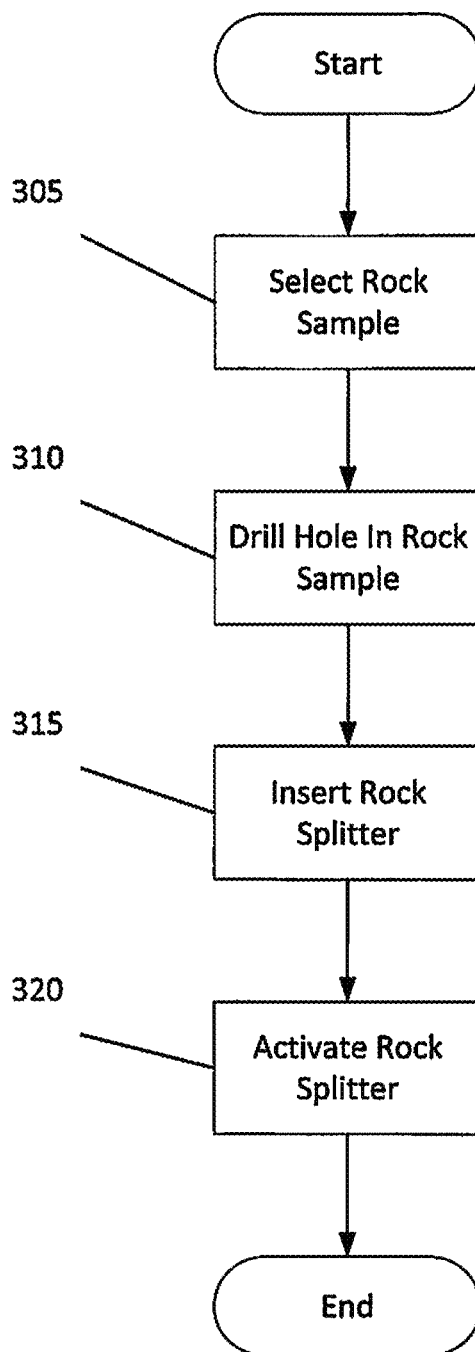 Start
305
Select Rock
Sample
310
Drill Hole In Rock
Sample
315
Insert Rock
Splitter
320
Activate Rock
Splitter
End